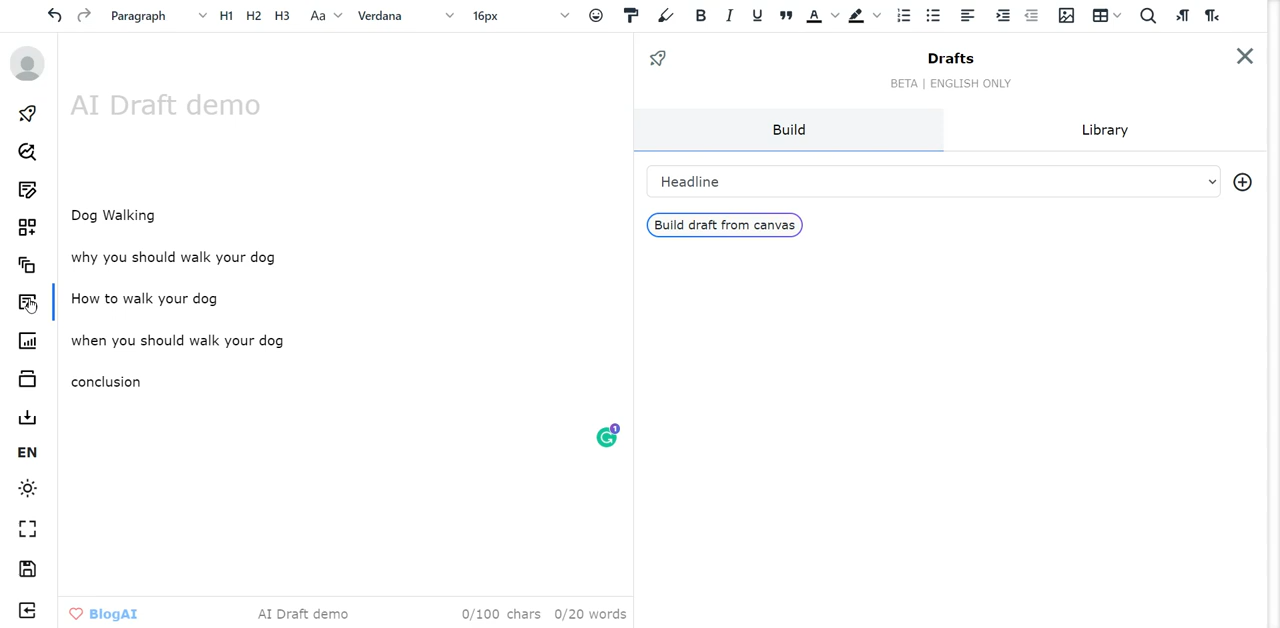 Paragraph H1 H2 H3 Aa Verdana 16px B I U A
AI Draft demo
Dog Walking
why you should walk your dog
How to walk your dog
when you should walk your dog
conclusion
1
EN
BlogAI AI Draft demo 0/100 chars 0/20 words
Drafts
BETA | ENGLISH ONLY
Build Library
Headline
Build draft from canvas